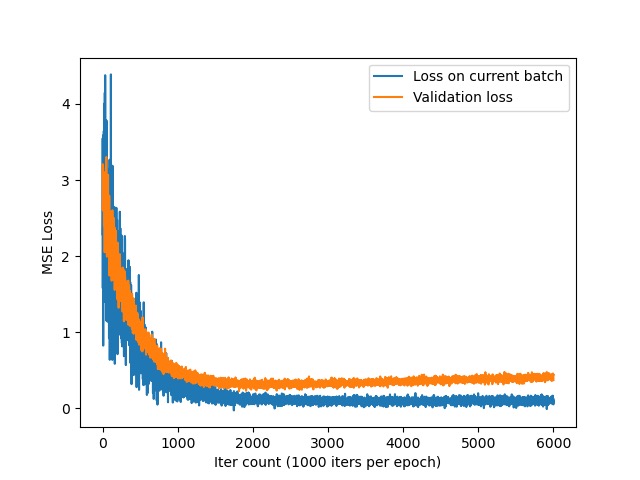 Loss on current batch
Validation loss
4
3
2
1
0
MSE Loss
0 1000 2000 3000 4000 5000 6000
Iter count (1000 iters per epoch)